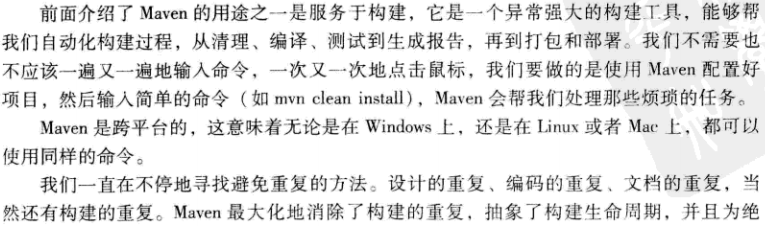 前面介绍了 Maven 的用途之一是服务于构建，它是一个异常强大的构建工具，能够帮
我们自动化构建过程，从清理、编译、测试到生成报告，再到打包和部署。我们不需要也
不应该一遍又一遍地输入命令，一次又一次地点击鼠标，我们要做的是使用 Maven 配置好
项目，然后输入简单的命令（如 mvn clean install），Maven 会帮我们处理那些烦琐的任务。
Maven 是跨平台的，这意味着无论是在 Windows 上，还是在 Linux 或者 Mac 上，都可以
使用同样的命令。
我们一直在不停地寻找避免重复的方法。设计的重复、编码的重复、文档的重复，当
然还有构建的重复。Maven 最大化地消除了构建的重复，抽象了构建生命周期，并且为绝